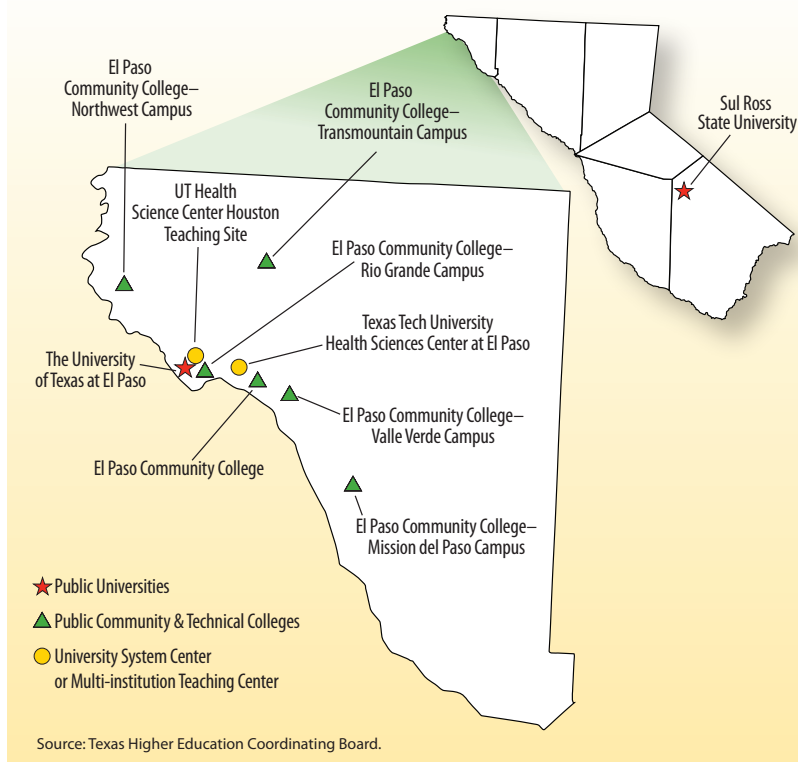 El Paso
Community College–
Northwest Campus
El Paso
Community College–
Transmountain Campus
Sul Ross
State University
UT Health
Science Center Houston
Teaching Site
El Paso Community College–
Rio Grande Campus
Texas Tech University
Health Sciences Center at El Paso
The University
of Texas at El Paso
El Paso Community College–
Valle Verde Campus
El Paso Community College
El Paso Community College–
Mission del Paso Campus
Public Universities
Public Community & Technical Colleges
University System Center
or Multi-institution Teaching Center
Source: Texas Higher Education Coordinating Board.